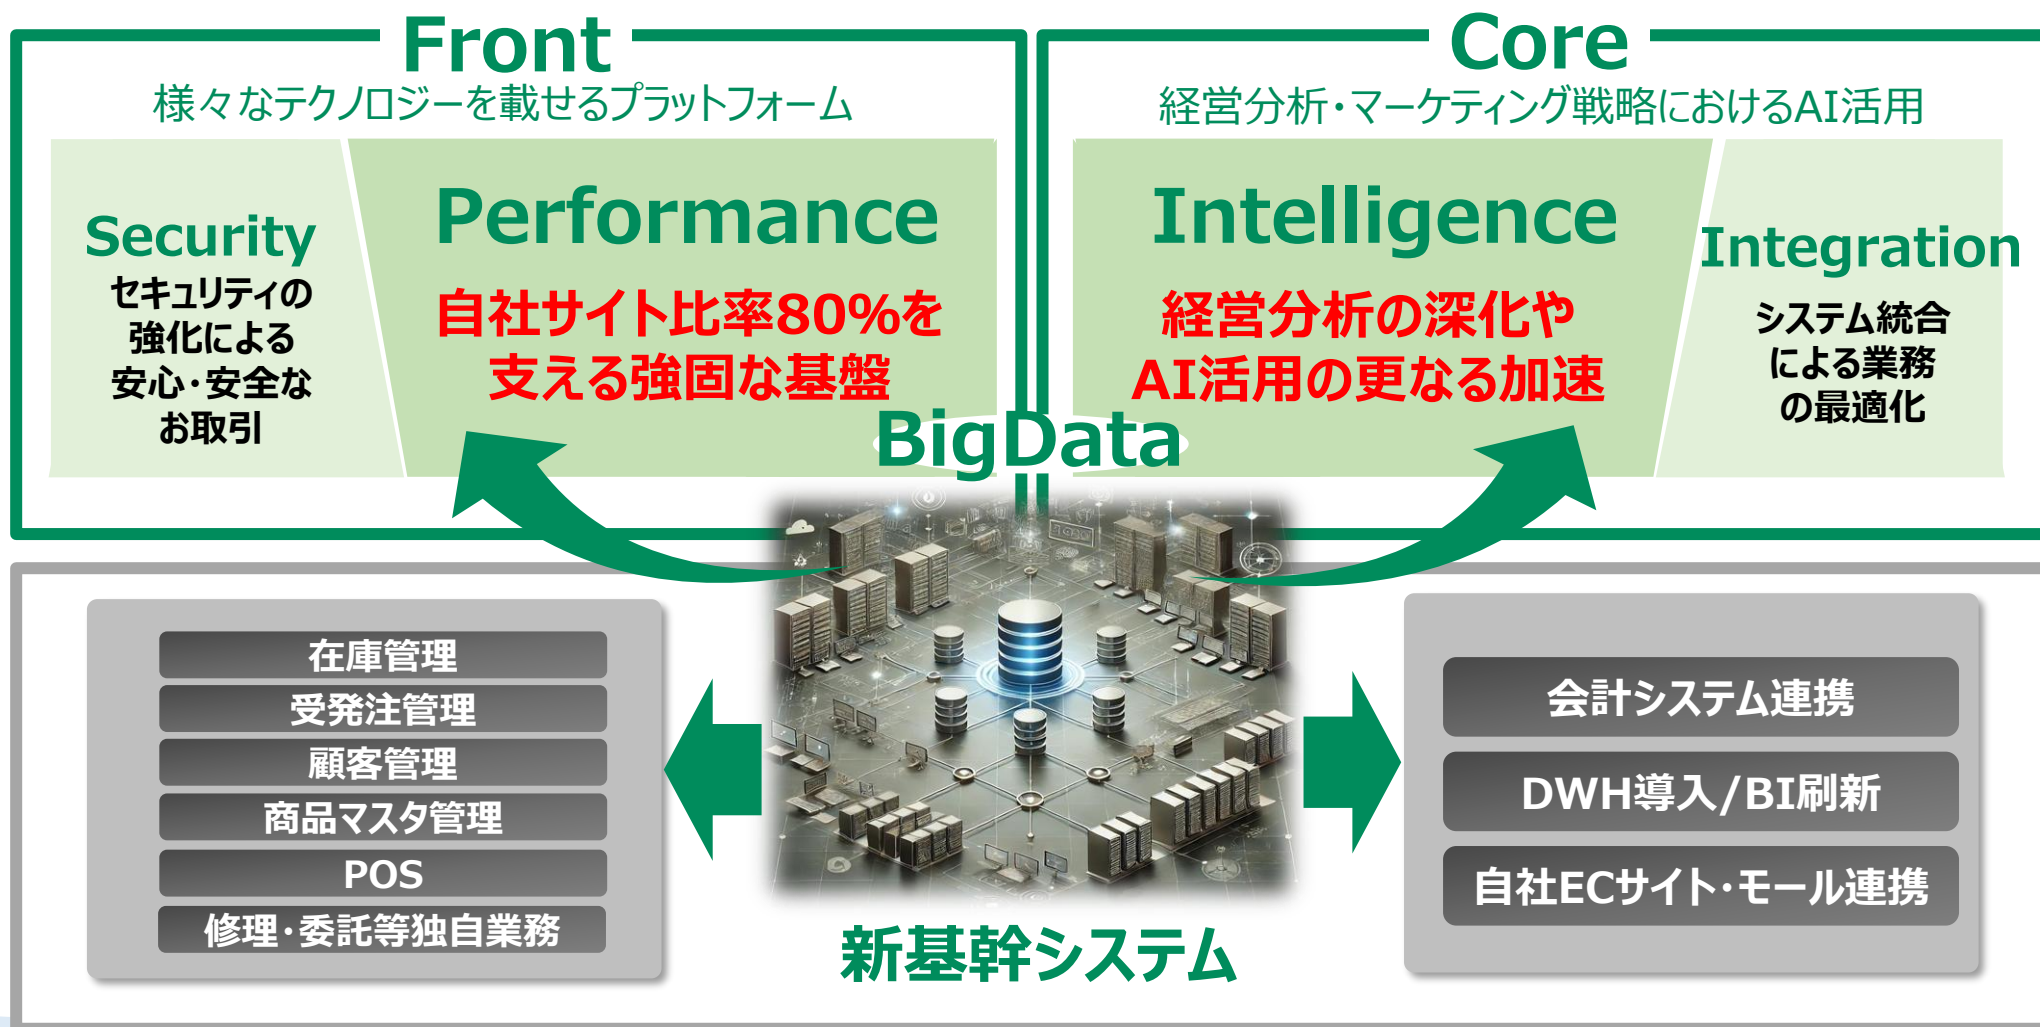 Front
様々なテクノロジーを載せるプラットフォーム
Security
セキュリティの
強化による
安心・安全な
お取引
Performance
自社サイト比率80%を
支える強固な基盤
Core
経営分析・マーケティング戦略におけるAI活用
Intelligence
経営分析の深化や
AI活用の更なる加速
Integration
システム統合
による業務
の最適化
BigData
在庫管理
受発注管理
顧客管理
商品マスタ管理
POS
修理・委託等独自業務
新基幹システム
会計システム連携
DWH導入/BI刷新
自社ECサイト・モール連携